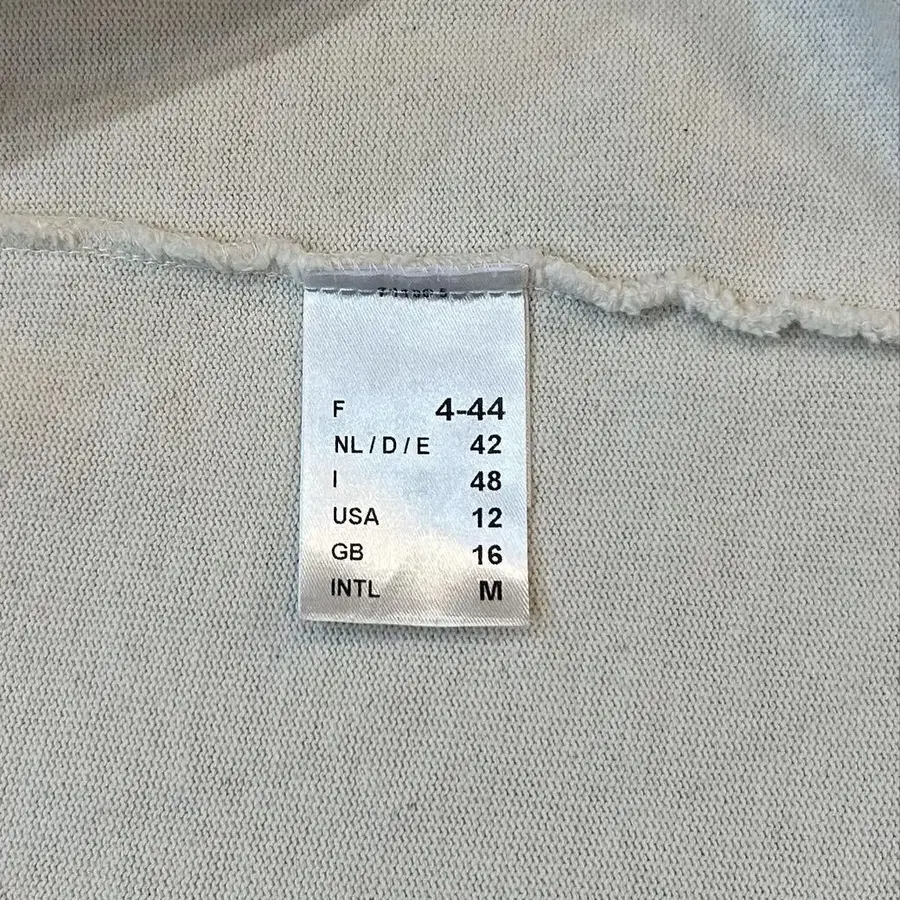 F 4-44
NL / D / E 42
I 48
USA 12
GB 16
INTL M